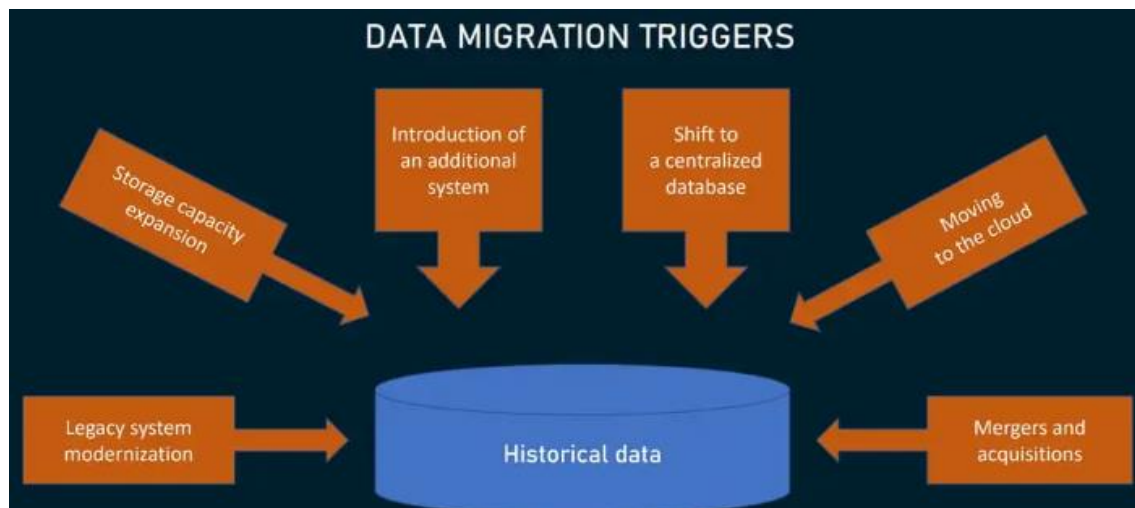 DATA MIGRATION TRIGGERS
Introduction of
an additional
system
Shift to
a centralized
database
Storage capacity
expansion
Moving
to the cloud
Legacy system
modernization
Historical data
Mergers and
acquisitions